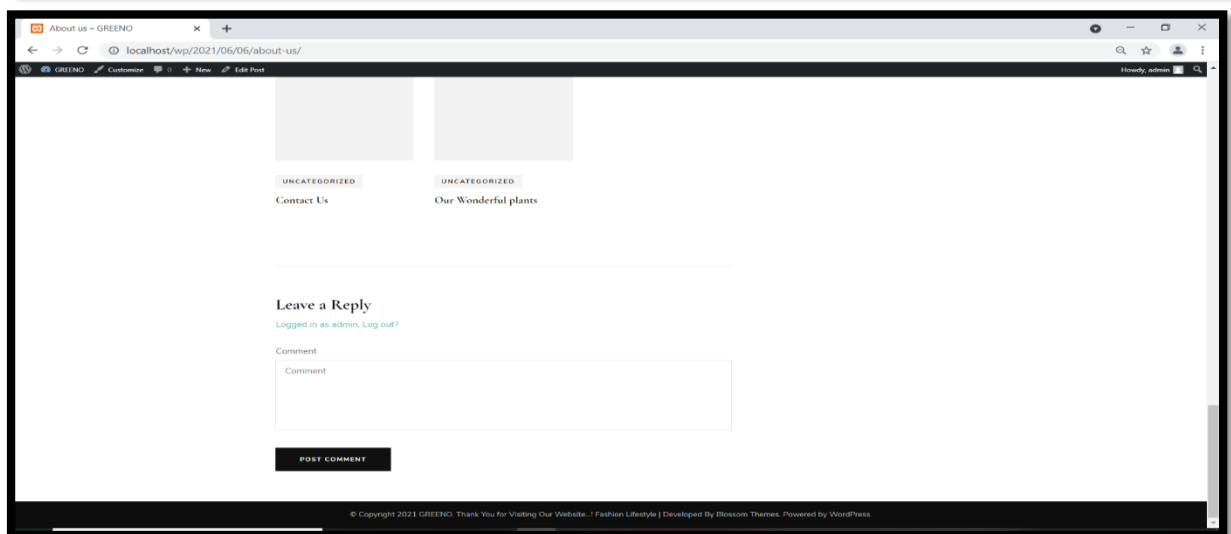 About us – GREENO
localhost/wp/2021/06/06/about-us/
GREENO Customize 0 New Edit Post Howdy, admin
UNCATEGORIZED UNCATEGORIZED
Contact Us Our Wonderful plants
Leave a Reply
Logged in as admin. Log out?
Comment
Comment
POST COMMENT
© Copyright 2021 GREENO. Thank You for Visiting Our Website..! Fashion Lifestyle | Developed By Blossom Themes. Powered by WordPress.